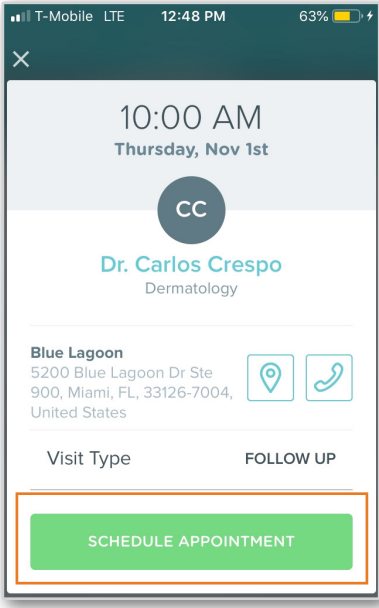 T-Mobile LTE 12:48 PM 63%
10:00 AM
Thursday, Nov 1st
CC
Dr. Carlos Crespo
Dermatology
Blue Lagoon
5200 Blue Lagoon Dr Ste
900, Miami, FL, 33126-7004,
United States
Visit Type FOLLOW UP
SCHEDULE APPOINTMENT